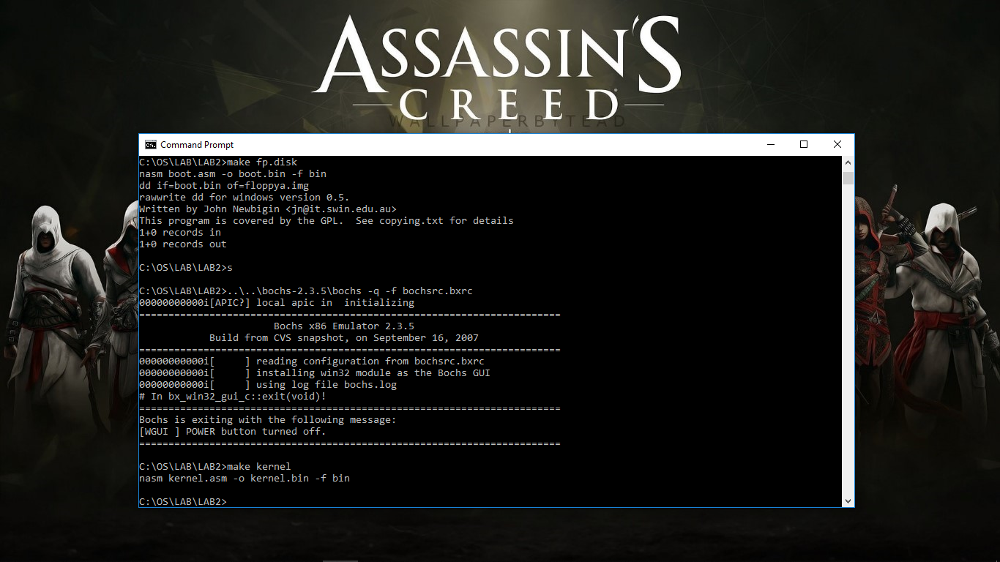 ASSASSIN'S
CREED
WALLPAPERBYTEAD
Command Prompt
C:\OS\LAB\LAB2>make fp.disk
nasm boot.asm -o boot.bin -f bin
dd if=boot.bin of=floppya.img
rawwrite dd for windows version 0.5.
Written by John Newbigin <jn@it.swin.edu.au>
This program is covered by the GPL.  See copying.txt for details
1+0 records in
1+0 records out
C:\OS\LAB\LAB2>s
C:\OS\LAB\LAB2>..\..\bochs-2.3.5\bochs -q -f bochsrc.bxrc
00000000000i[APIC?] local apic in  initializing
========================================================================
Bochs x86 Emulator 2.3.5
Build from CVS snapshot, on September 16, 2007
========================================================================
00000000000i[     ] reading configuration from bochsrc.bxrc
00000000000i[     ] installing win32 module as the Bochs GUI
00000000000i[     ] using log file bochs.log
# In bx_win32_gui_c::exit(void)!
========================================================================
Bochs is exiting with the following message:
[WGUI ] POWER button turned off.
========================================================================
C:\OS\LAB\LAB2>make kernel
nasm kernel.asm -o kernel.bin -f bin
C:\OS\LAB\LAB2>